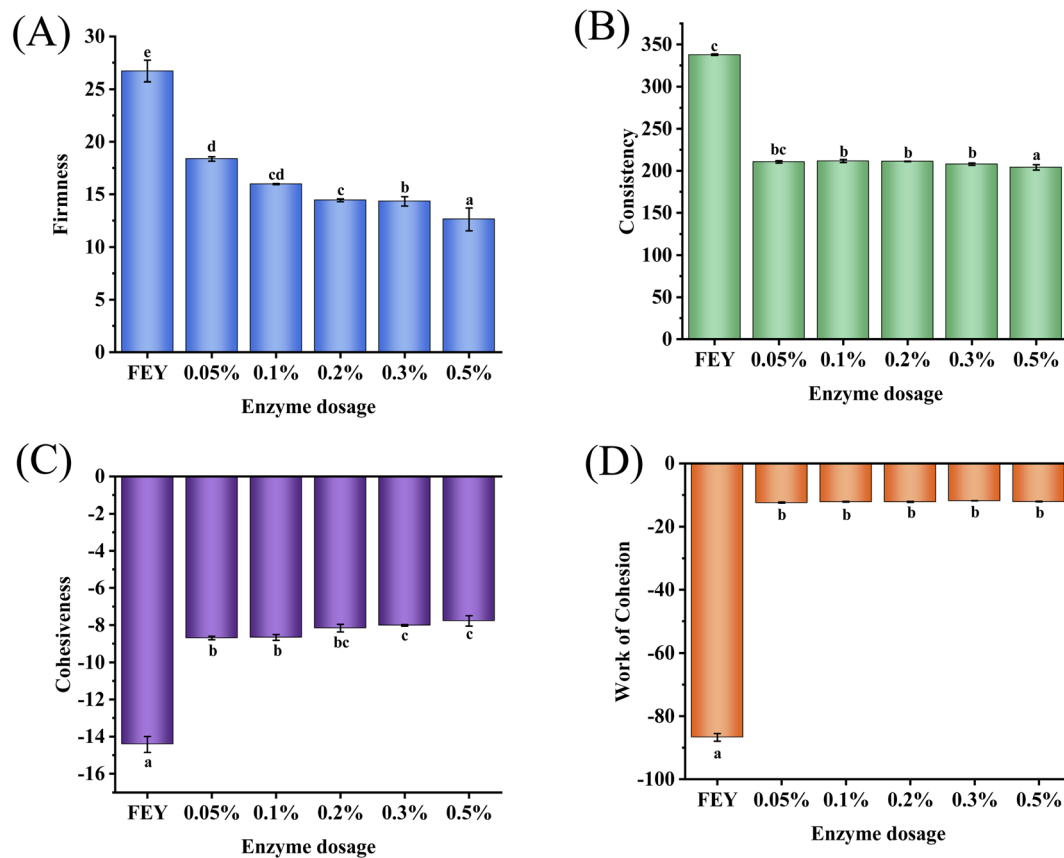 (A)
Firmness
30
25
20
15
10
5
0
e
d
cd
c
b
a
FEY 0.05% 0.1% 0.2% 0.3% 0.5%
Enzyme dosage
(B)
Consistency
350
300
250
200
150
100
50
0
c
bc
b
b
b
a
FEY 0.05% 0.1% 0.2% 0.3% 0.5%
Enzyme dosage
(C)
Cohesiveness
0
-2
-4
-6
-8
-10
-12
-14
-16
a
b
b
bc
c
c
FEY 0.05% 0.1% 0.2% 0.3% 0.5%
Enzyme dosage
(D)
Work of Cohesion
0
-20
-40
-60
-80
-100
a
b
b
b
b
b
FEY 0.05% 0.1% 0.2% 0.3% 0.5%
Enzyme dosage